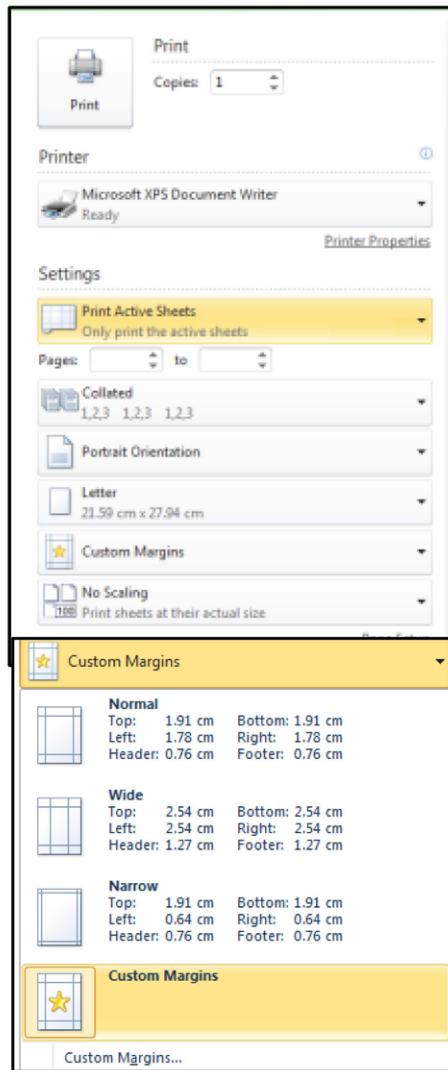 Print
Copies: 1
Print
Printer
Microsoft XPS Document Writer
Ready
Printer Properties
Settings
Print Active Sheets
Only print the active sheets
Pages: to
Collated
1,2,3 1,2,3 1,2,3
Portrait Orientation
Letter
21.59 cm x 27.94 cm
Custom Margins
No Scaling
100 Print sheets at their actual size
Custom Margins
Normal
Top: 1.91 cm Bottom: 1.91 cm
Left: 1.78 cm Right: 1.78 cm
Header: 0.76 cm Footer: 0.76 cm
Wide
Top: 2.54 cm Bottom: 2.54 cm
Left: 2.54 cm Right: 2.54 cm
Header: 1.27 cm Footer: 1.27 cm
Narrow
Top: 1.91 cm Bottom: 1.91 cm
Left: 0.64 cm Right: 0.64 cm
Header: 0.76 cm Footer: 0.76 cm
Custom Margins
Custom Margins...